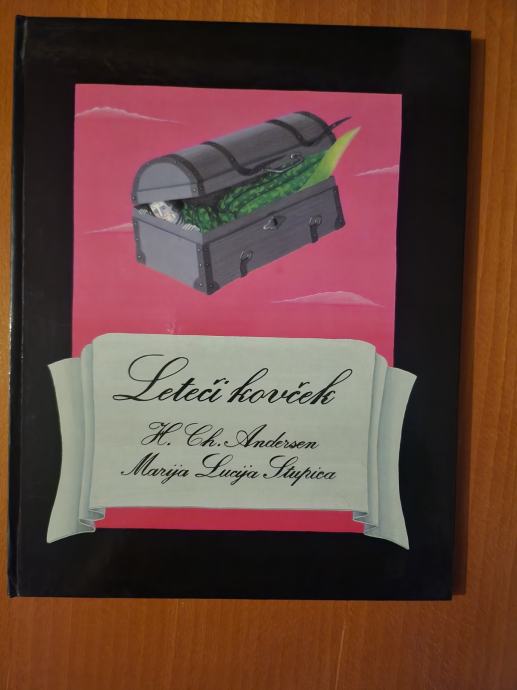 Leteči kovček
H. Ch. Andersen
Marija Lucija Stupica